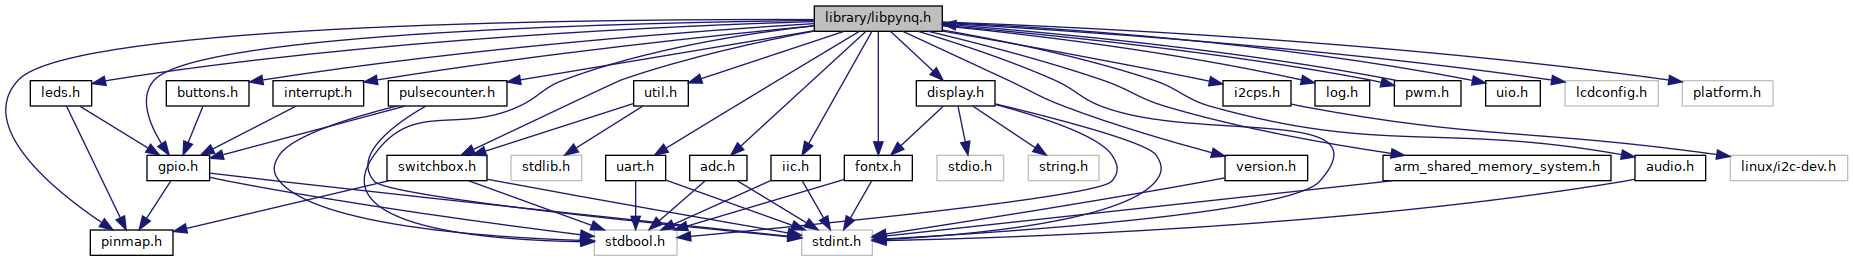 library/libpynq.h
leds.h
buttons.h
interrupt.h
pulsecounter.h
util.h
display.h
i2cps.h
log.h
pwm.h
uio.h
lcdconfig.h
platform.h
gpio.h
switchbox.h
stdlib.h
uart.h
adc.h
iic.h
fontx.h
stdio.h
string.h
version.h
arm_shared_memory_system.h
audio.h
linux/i2c-dev.h
pinmap.h
stdbool.h
stdint.h